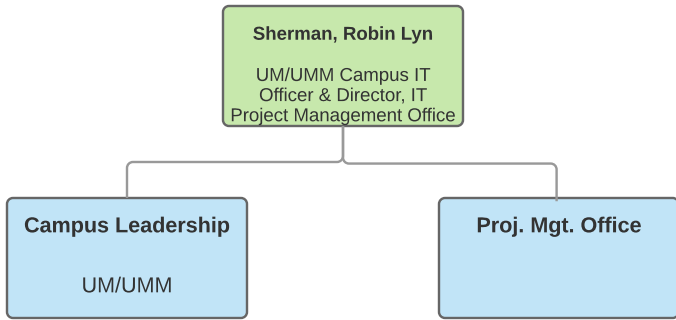 Sherman, Robin Lyn
UM/UMM Campus IT
Officer & Director, IT
Project Management Office
Campus Leadership
UM/UMM
Proj. Mgt. Office